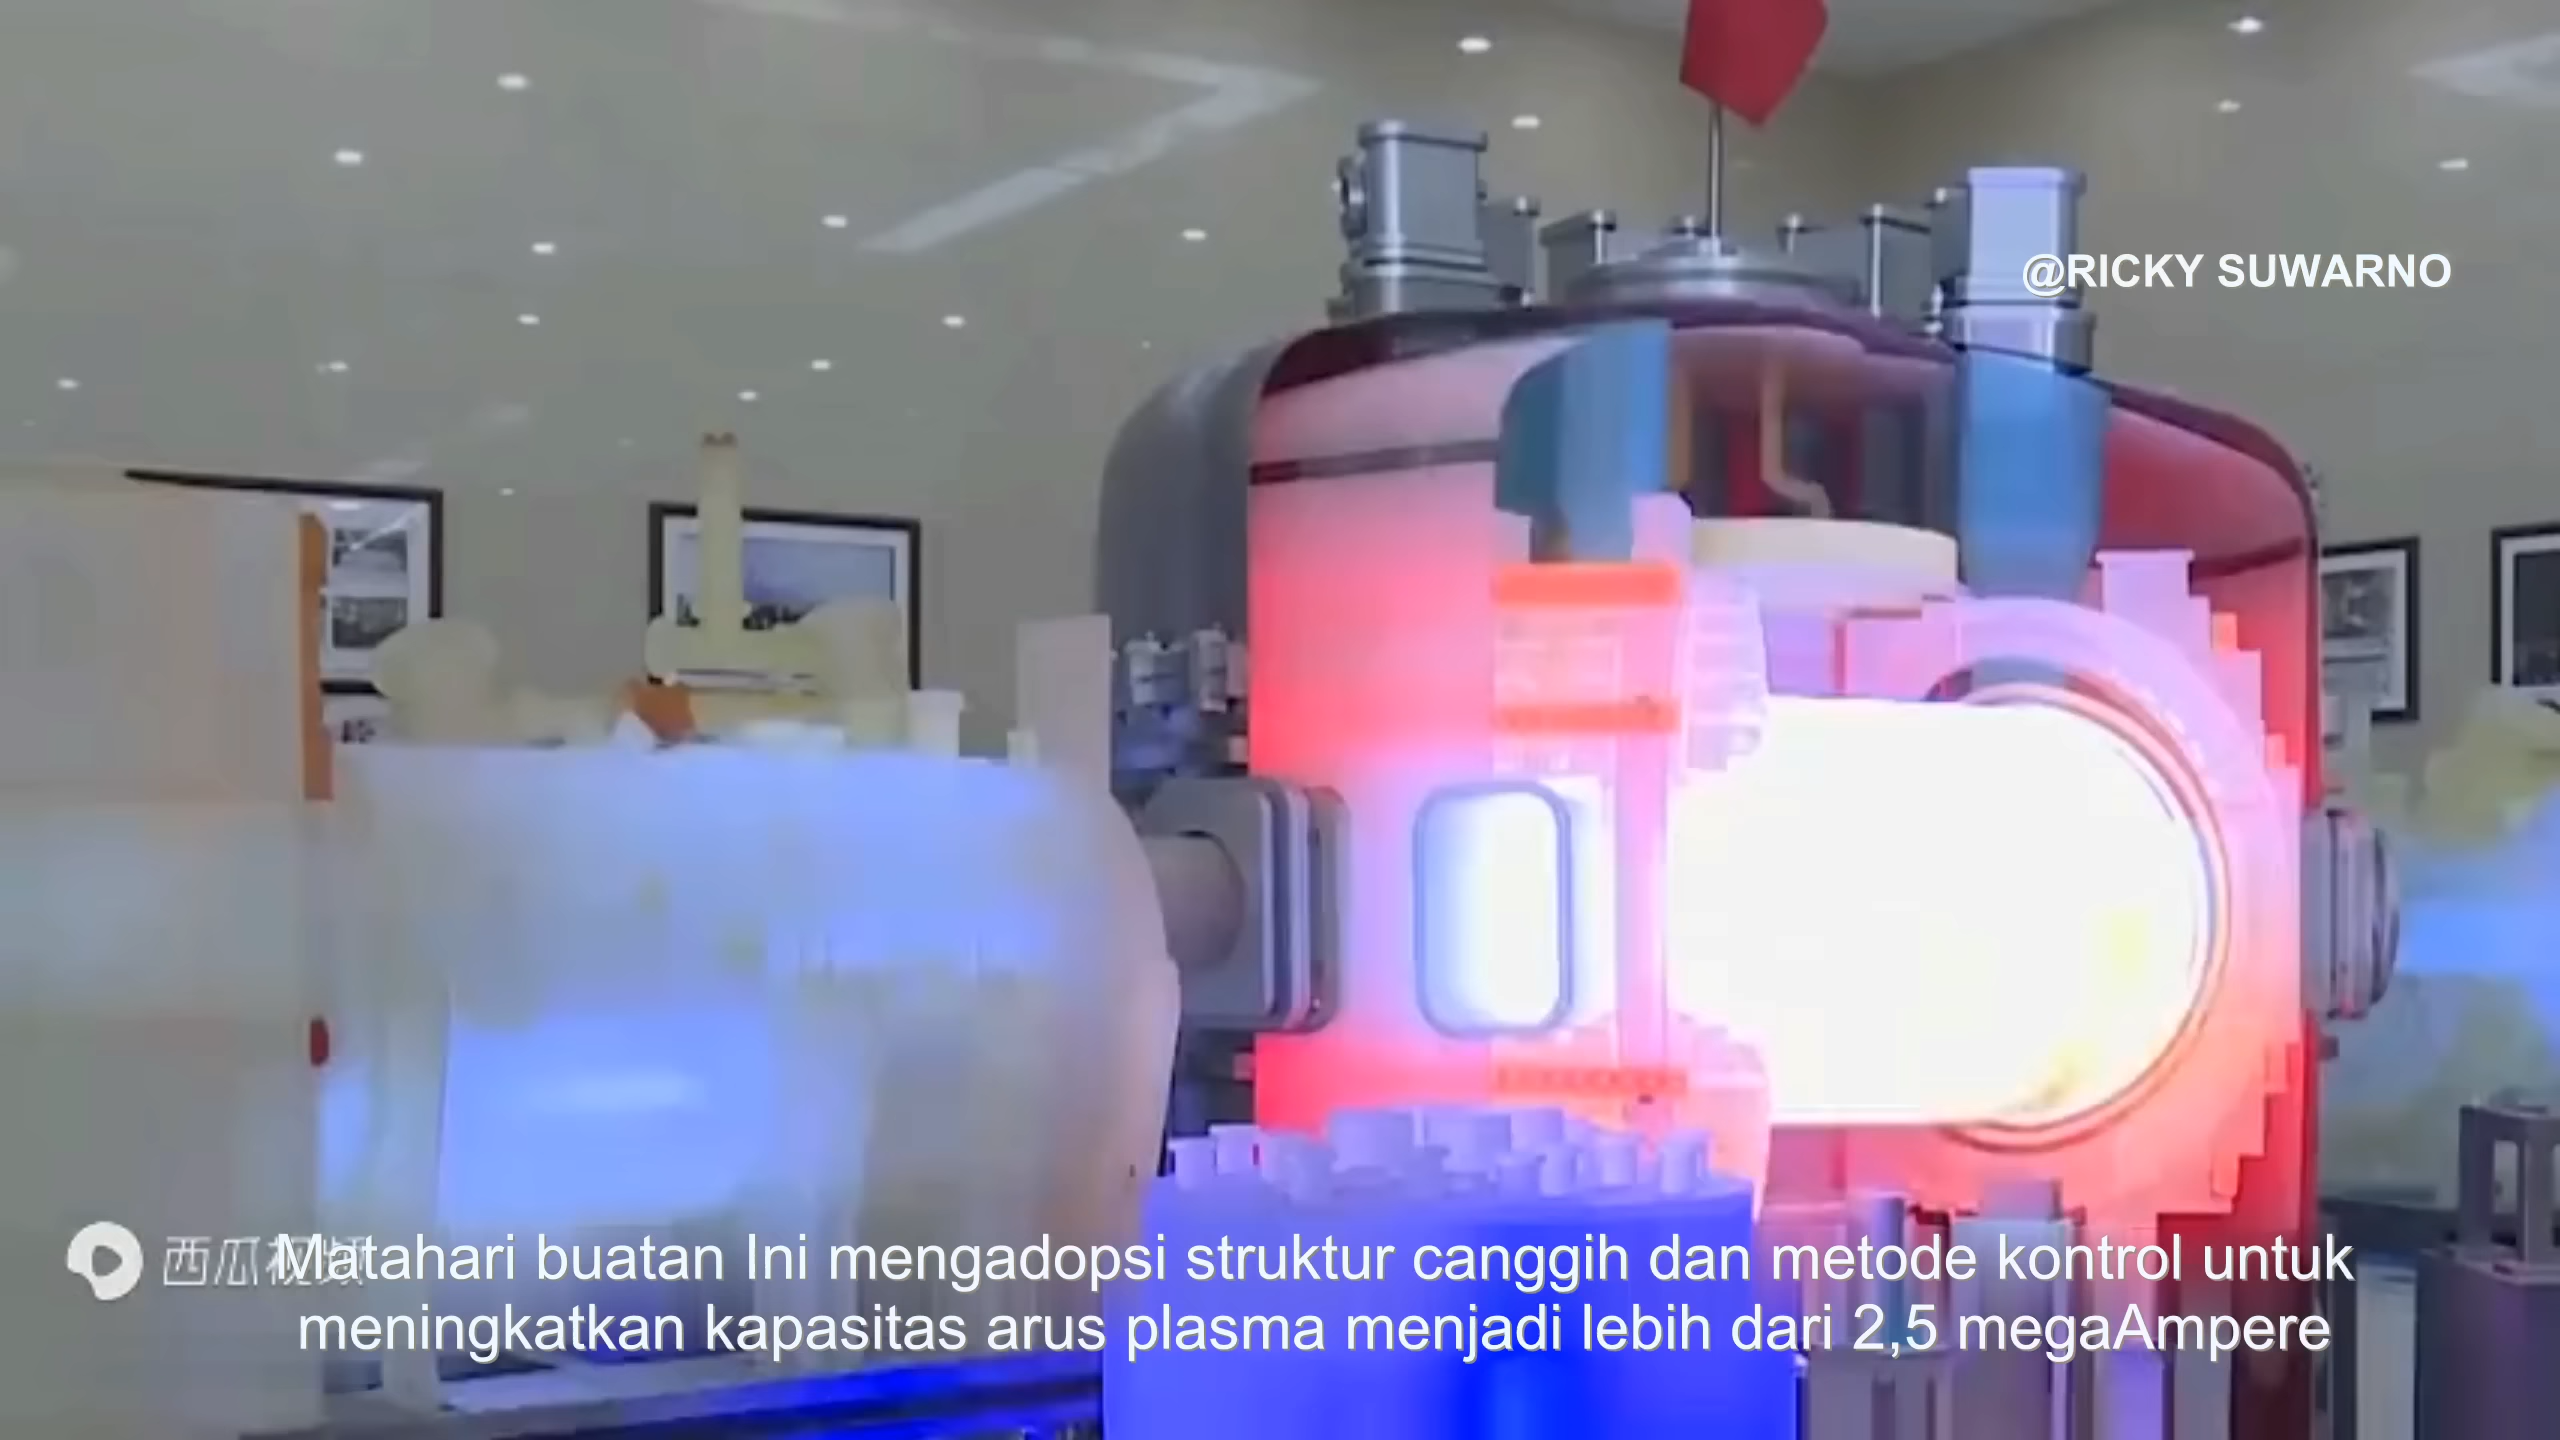 @RICKY SUWARNO
西瓜视频
Matahari buatan Ini mengadopsi struktur canggih dan metode kontrol untuk
meningkatkan kapasitas arus plasma menjadi lebih dari 2,5 megaAmpere